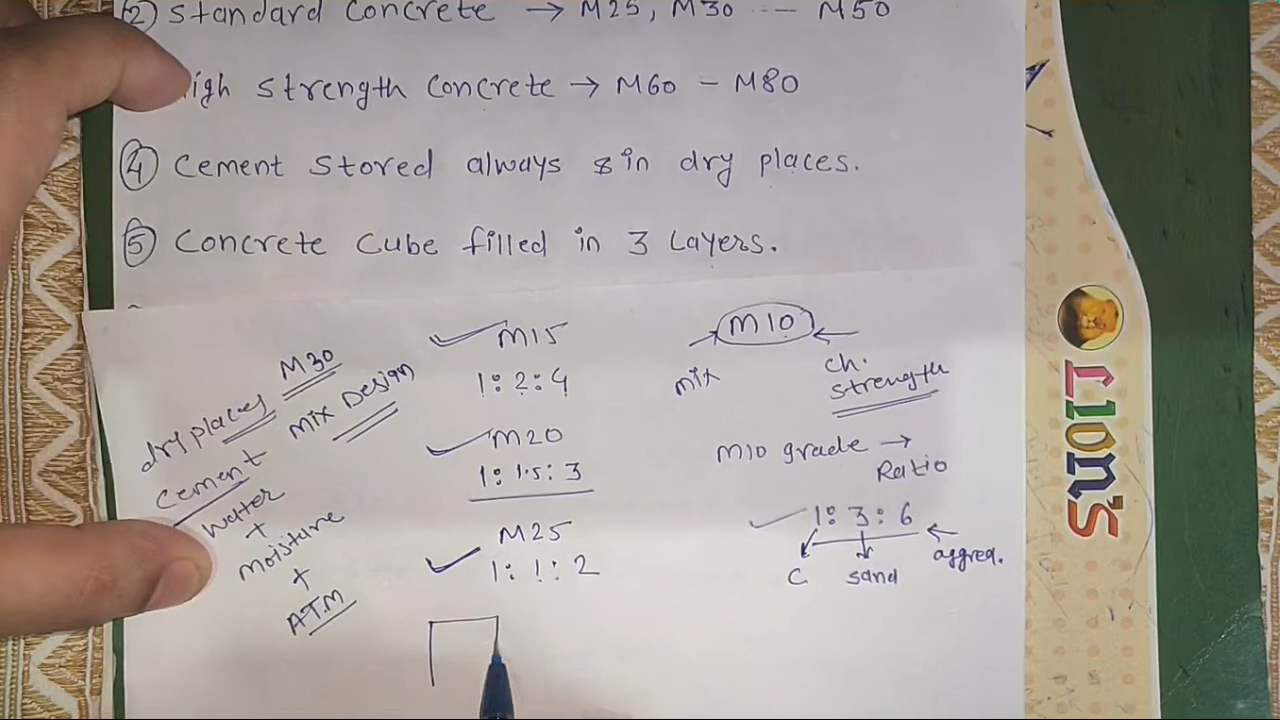 ② Standard Concrete → M25, M30 --- M50
High Strength Concrete → M60 - M80
④ Cement Stored always in dry places.
⑤ Concrete Cube filled in 3 Layers.
M15
1:2:4
M20
1:1.5:3
M25
1:1:2
M30
Mix Design
dry places
Cement
Water
+
moisture
+
ATM
M10
mix
ch.
strength
M10 grade →
Ratio
1:3:6
C
sand
aggreg.
LION'S